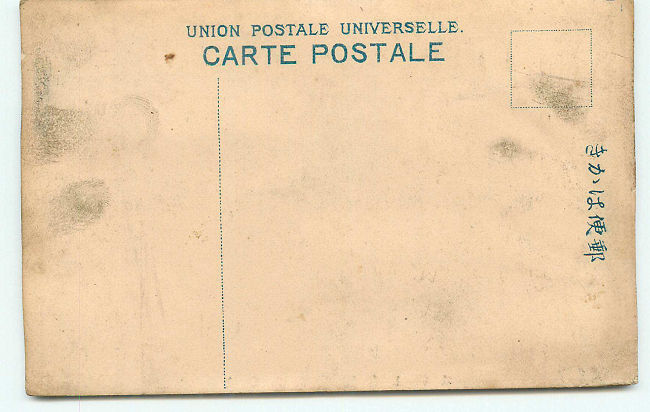 UNION POSTALE UNIVERSELLE.
CARTE POSTALE
郵便はかき